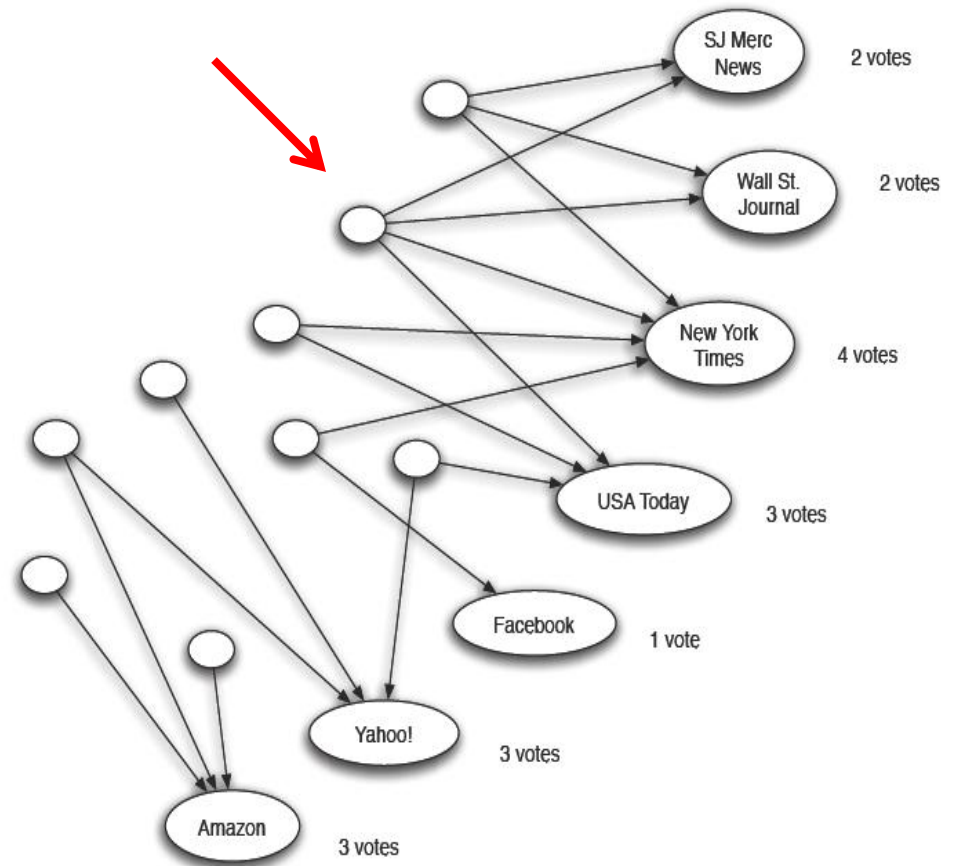 SJ Merc
News
2 votes
Wall St.
Journal
2 votes
New York
Times
4 votes
USA Today
3 votes
Facebook
1 vote
Yahoo!
3 votes
Amazon
3 votes